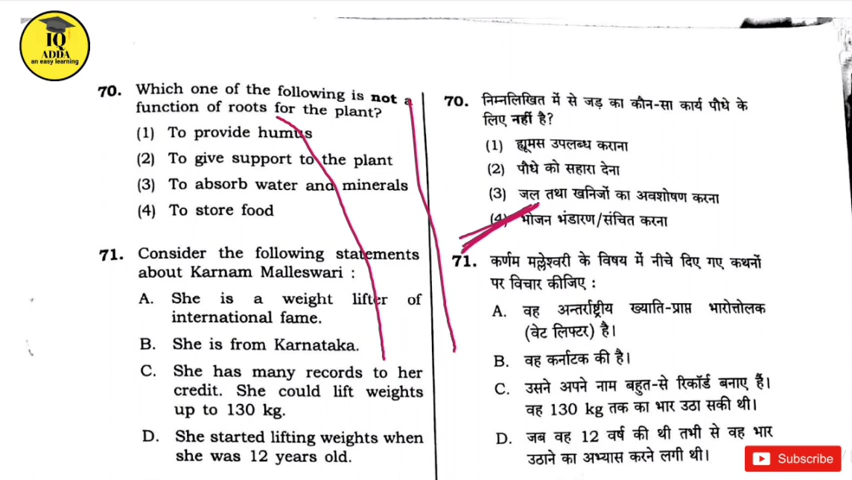 IQ
ADDA
an easy learning
70. Which one of the following is not a
function of roots for the plant?
(1) To provide humus
(2) To give support to the plant
(3) To absorb water and minerals
(4) To store food
71. Consider the following statements
about Karnam Malleswari :
A. She is a weight lifter of
international fame.
B. She is from Karnataka.
C. She has many records to her
credit. She could lift weights
up to 130 kg.
D. She started lifting weights when
she was 12 years old.
70. निम्नलिखित में से जड़ का कौन-सा कार्य पौधे के
लिए नहीं है?
(1) ह्यूमस उपलब्ध कराना
(2) पौधे को सहारा देना
(3) जल तथा खनिजों का अवशोषण करना
(4) भोजन भंडारण/संचित करना
71. कर्णम मल्लेश्वरी के विषय में नीचे दिए गए कथनों
पर विचार कीजिए :
A. वह अन्तर्राष्ट्रीय ख्याति-प्राप्त भारोत्तोलक
(वेट लिफ्टर) है।
B. वह कर्नाटक की है।
C. उसने अपने नाम बहुत-से रिकॉर्ड बनाए हैं।
वह 130 kg तक का भार उठा सकी थी।
D. जब वह 12 वर्ष की थी तभी से वह भार
उठाने का अभ्यास करने लगी थी।
Subscribe